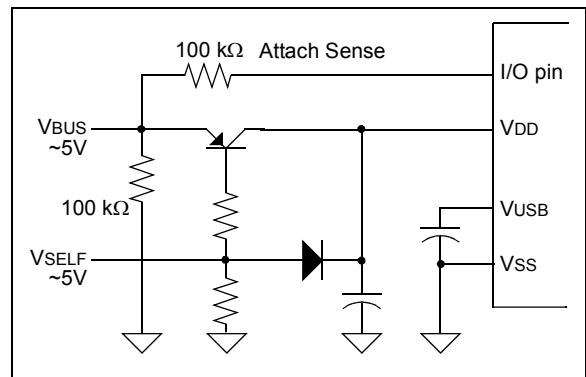 100 kΩ Attach Sense
I/O pin
VBUS
~5V
VDD
100 kΩ
VUSB
VSELF
~5V
VSS